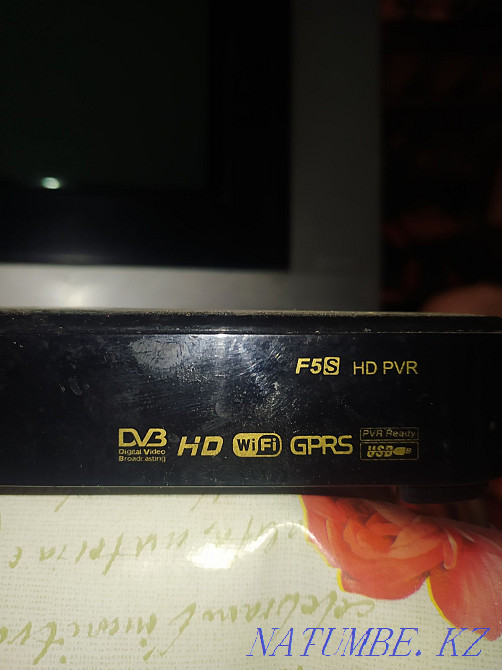 F5S HD PVR
DVB
Digital Video
Broadcasting
HD WiFi GPRS
PVR Ready
USB
NATUMBE. KZ